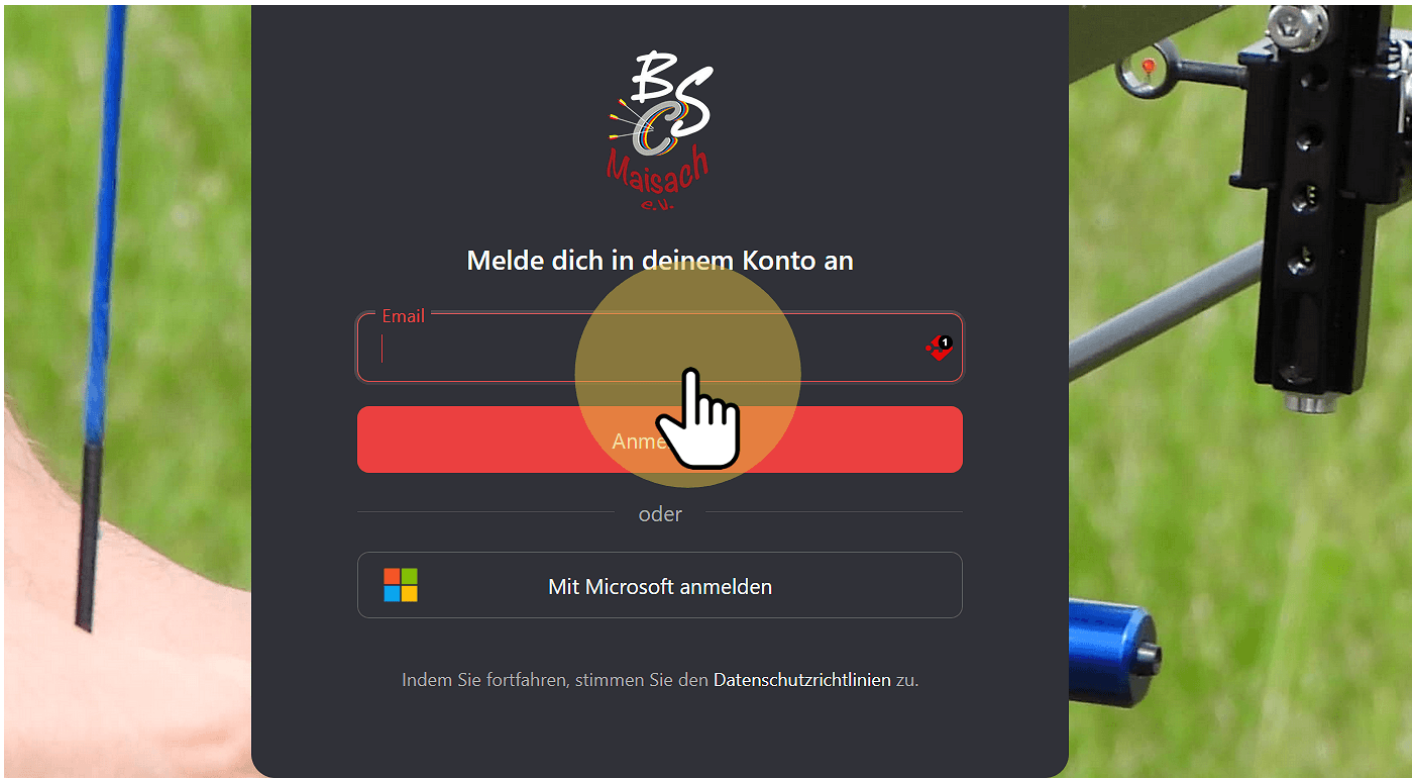 BSC
Maisach
e.V.
Melde dich in deinem Konto an
Email
1
oder
Mit Microsoft anmelden
Indem Sie fortfahren, stimmen Sie den Datenschutzrichtlinien zu.